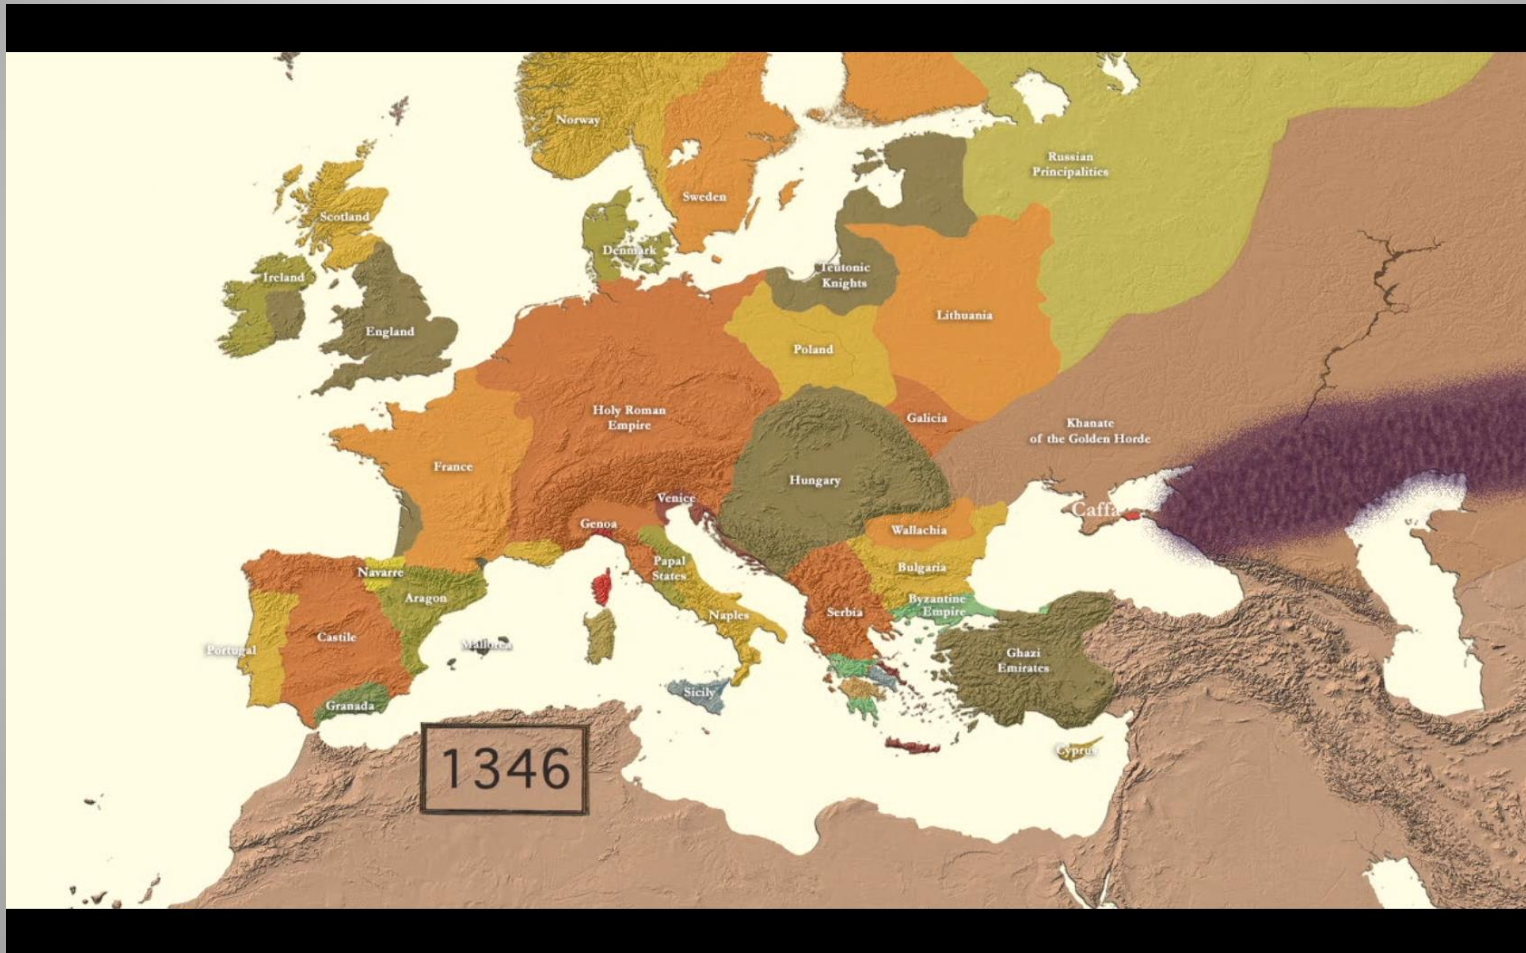 Norway
Russian
Principalities
Sweden
Scotland
Denmark
Teutonic
Knights
Ireland
Lithuania
England
Poland
Holy Roman
Empire
Galicia
Khanate
of the Golden Horde
France
Hungary
Venice
Caffa
Genoa
Wallachia
Navarre
Papal
States
Bulgaria
Aragon
Byzantine
Empire
Naples
Serbia
Castile
Mallorca
Portugal
Ghazi
Emirates
Sicily
Granada
Cyprus
1346